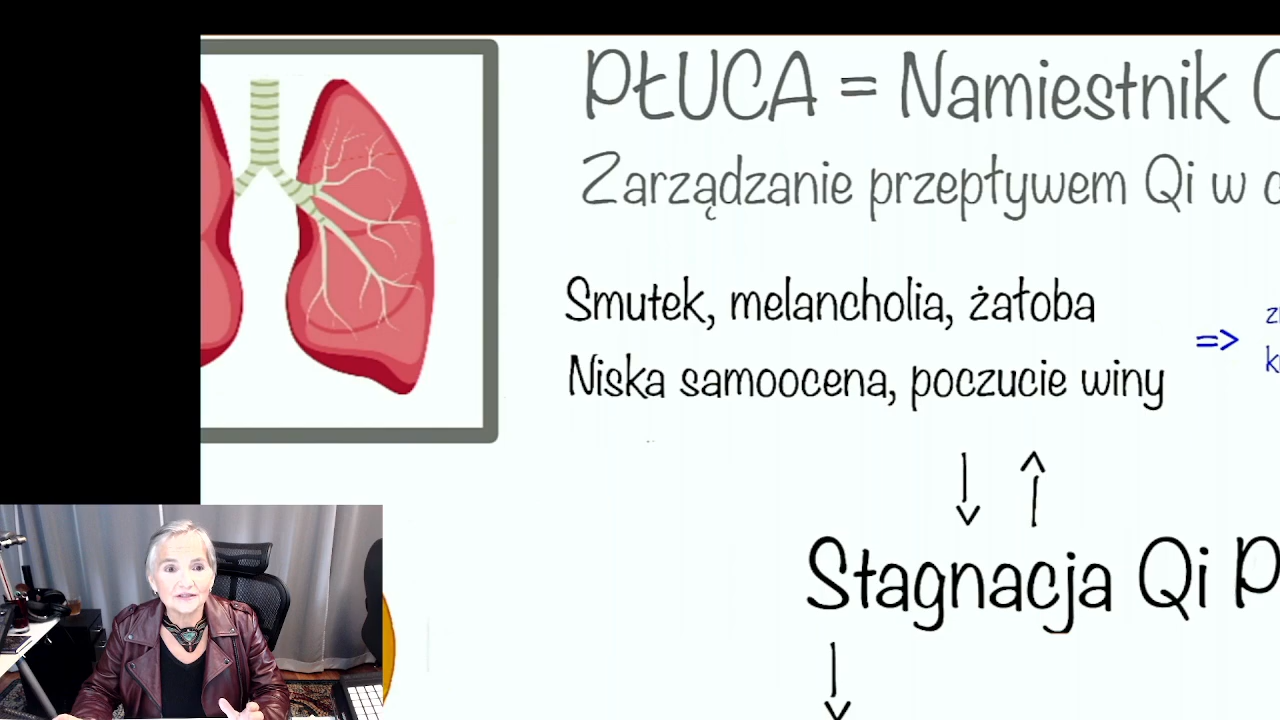 PŁUCA = Namiestnik
Zarządzanie przepływem Qi w
Smutek, melancholia, żałoba
=>
Niska samoocena, poczucie winy
Stagnacja Qi P